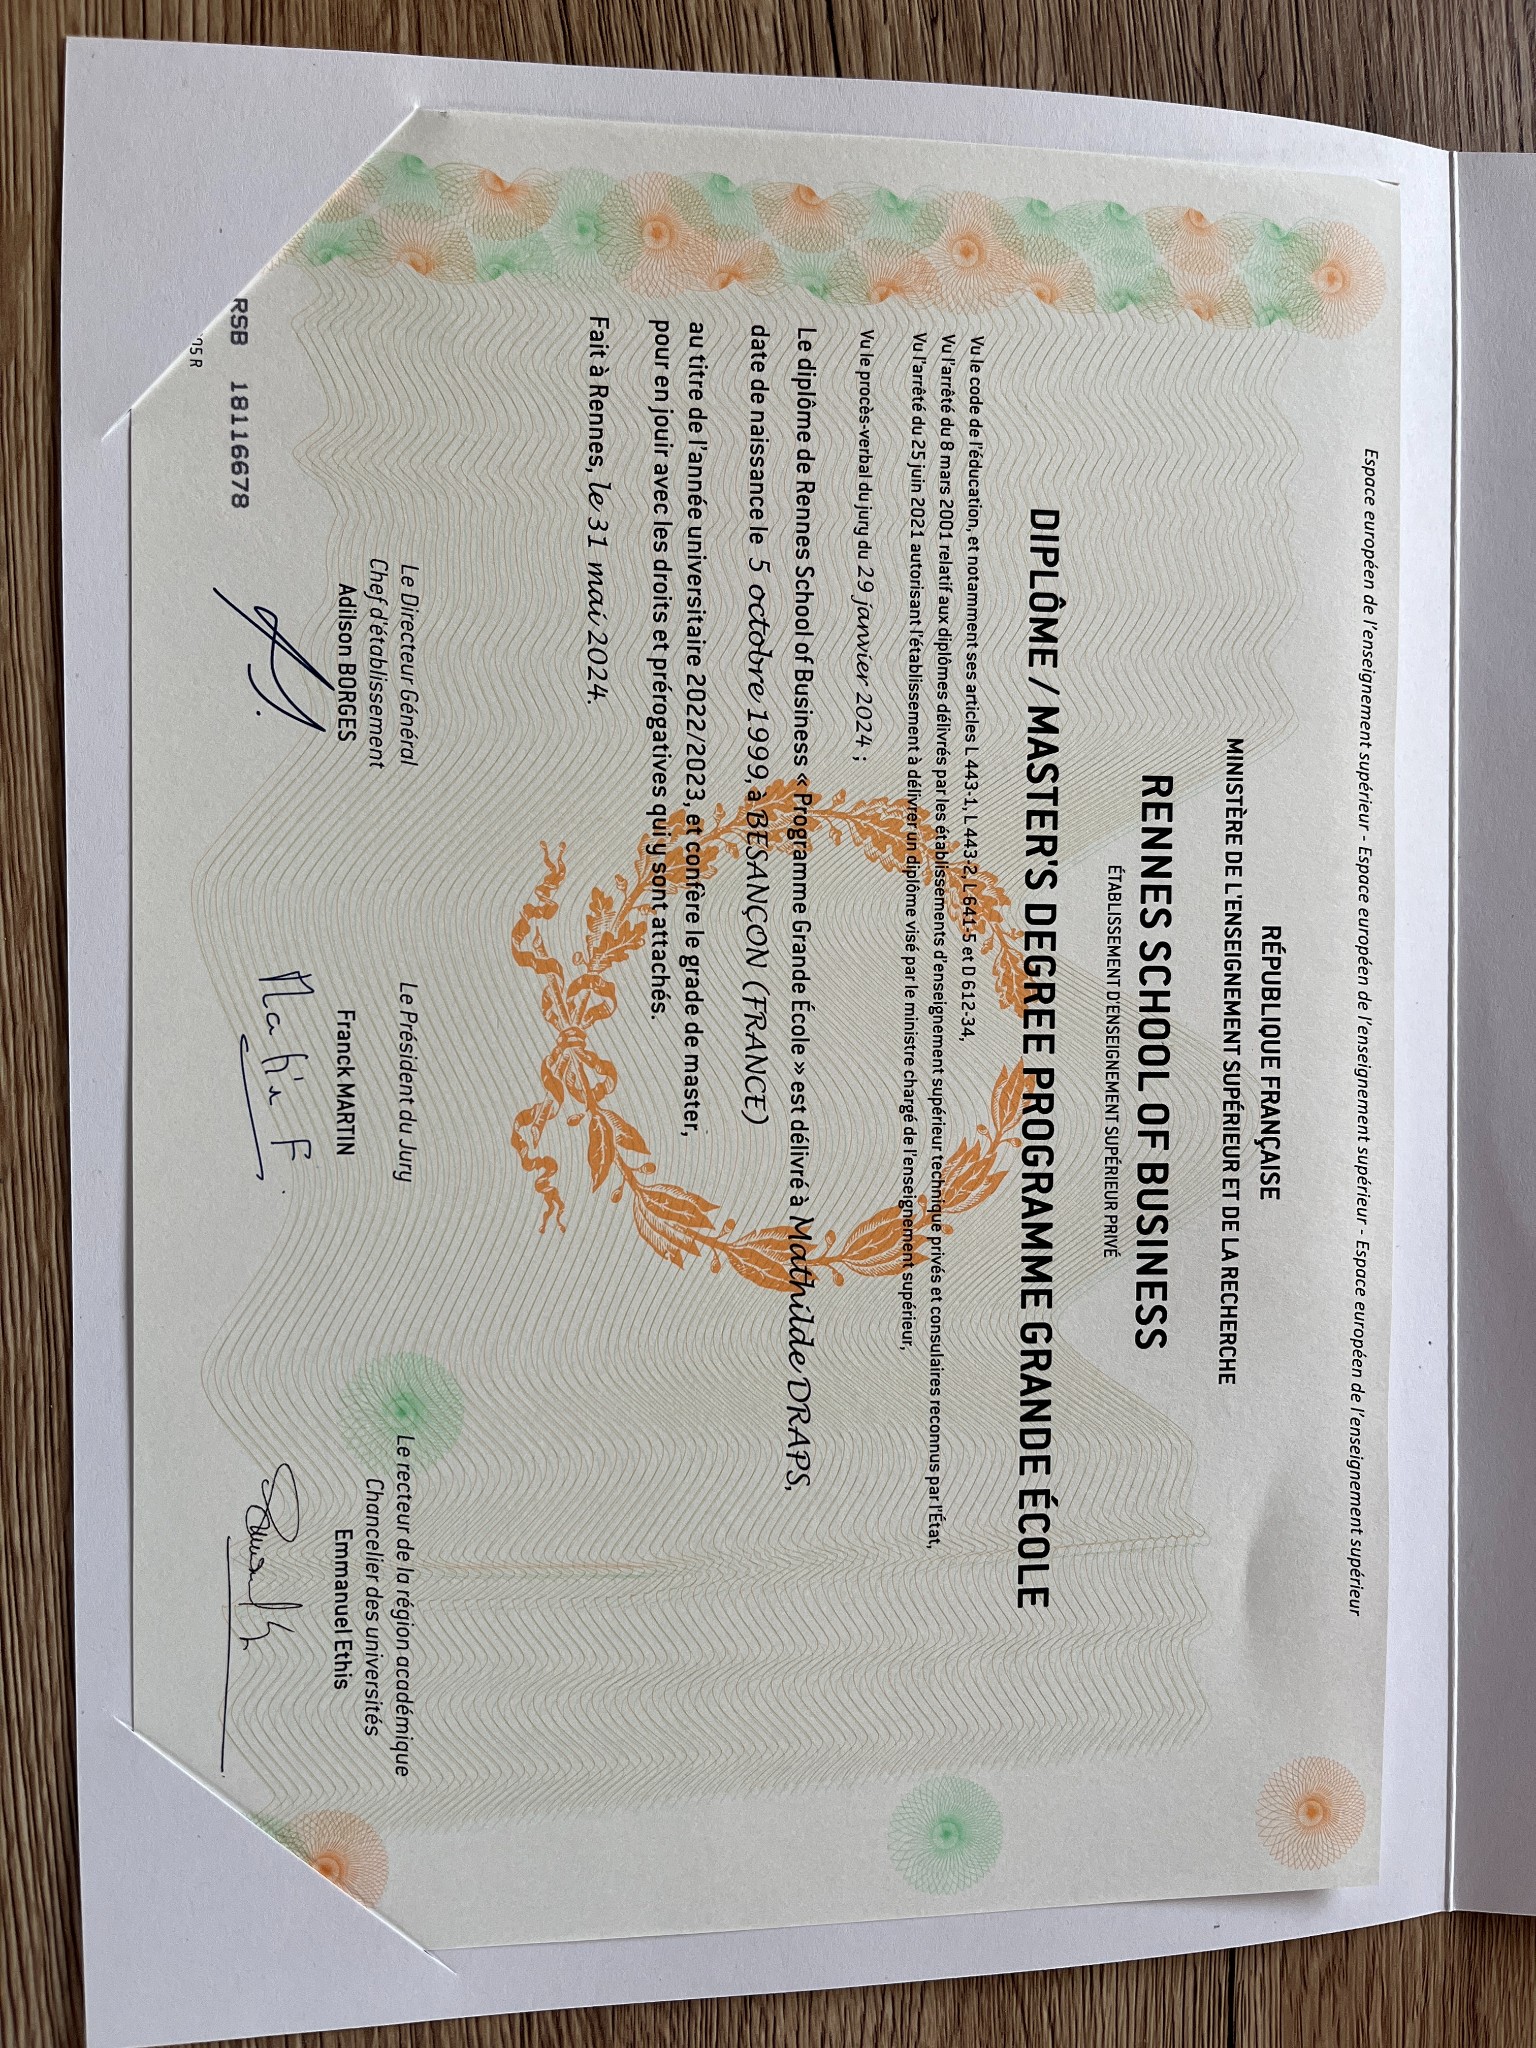 Espace européen de l'enseignement supérieur - Espace européen de l'enseignement supérieur - Espace européen de l'enseignement supérieur
RÉPUBLIQUE FRANÇAISE
MINISTÈRE DE L'ENSEIGNEMENT SUPÉRIEUR ET DE LA RECHERCHE
RENNES SCHOOL OF BUSINESS
ÉTABLISSEMENT D'ENSEIGNEMENT SUPÉRIEUR PRIVÉ
DIPLÔME / MASTER'S DEGREE PROGRAMME GRANDE ÉCOLE
Vu le code de l'éducation, et notamment ses articles L 443-1, L 443-2, L 641-5 et D 612-34,
Vu l'arrêté du 8 mars 2001 relatif aux diplômes délivrés par les établissements d'enseignement supérieur technique privés et consulaires reconnus par l'État,
Vu l'arrêté du 25 juin 2021 autorisant l'établissement à délivrer un diplôme visé par le ministre chargé de l'enseignement supérieur,
Vu le procès-verbal du jury du 29 janvier 2024 ;
Le diplôme de Rennes School of Business « Programme Grande École » est délivré à Mathilde DRAPS,
date de naissance le 5 octobre 1999, à BESANÇON (FRANCE)
au titre de l'année universitaire 2022/2023, et confère le grade de master,
pour en jouir avec les droits et prérogatives qui y sont attachés.
Fait à Rennes, le 31 mai 2024.
Le Directeur Général
Chef d'établissement
Adilson BORGES
Le Président du Jury
Franck MARTIN
Martin F
Le recteur de la région académique
Chancelier des universités
Emmanuel Ethis
RSB 18116678
05 R